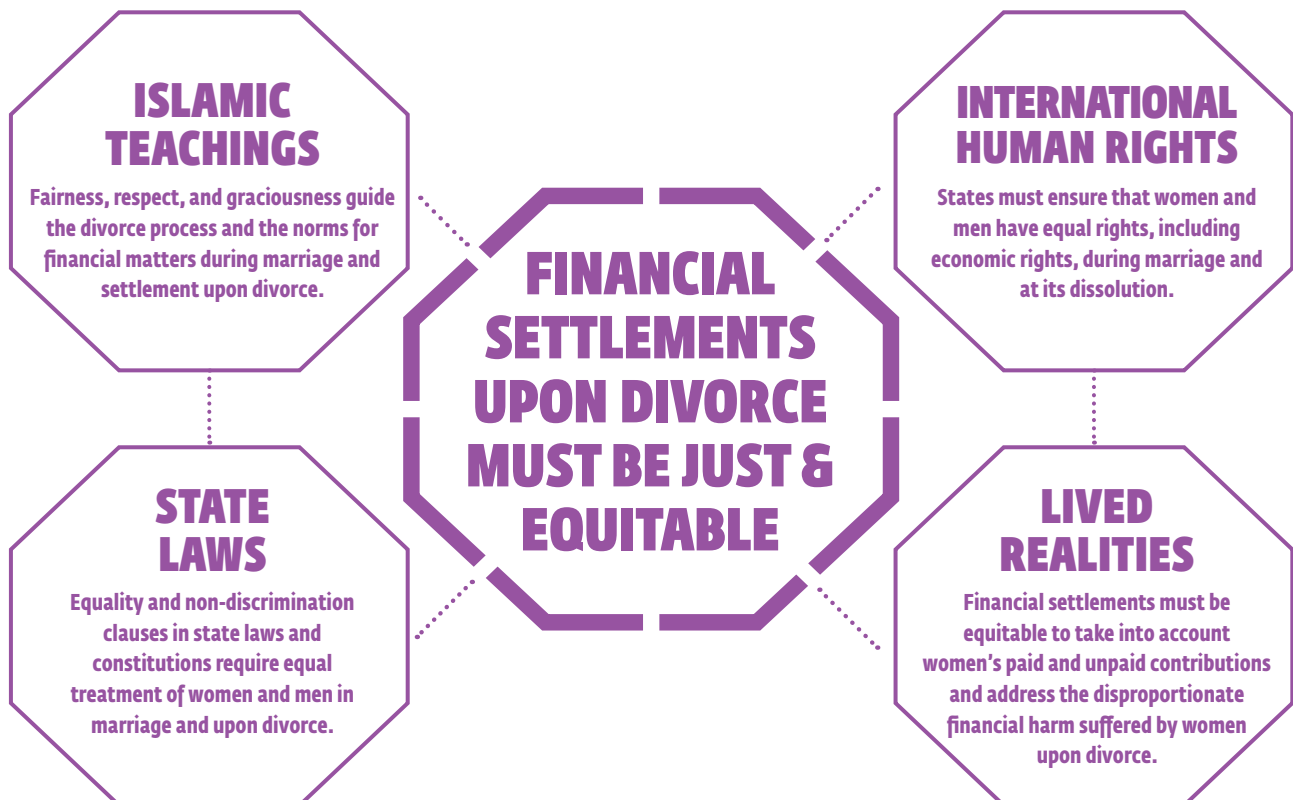 ISLAMIC
TEACHINGS
Fairness, respect, and graciousness guide
the divorce process and the norms for
financial matters during marriage and
settlement upon divorce.
INTERNATIONAL
HUMAN RIGHTS
States must ensure that women and
men have equal rights, including
economic rights, during marriage and
at its dissolution.
FINANCIAL
SETTLEMENTS
UPON DIVORCE
MUST BE JUST &
EQUITABLE
STATE
LAWS
Equality and non-discrimination
clauses in state laws and
constitutions require equal
treatment of women and men in
marriage and upon divorce.
LIVED
REALITIES
Financial settlements must be
equitable to take into account
women’s paid and unpaid contributions
and address the disproportionate
financial harm suffered by women
upon divorce.